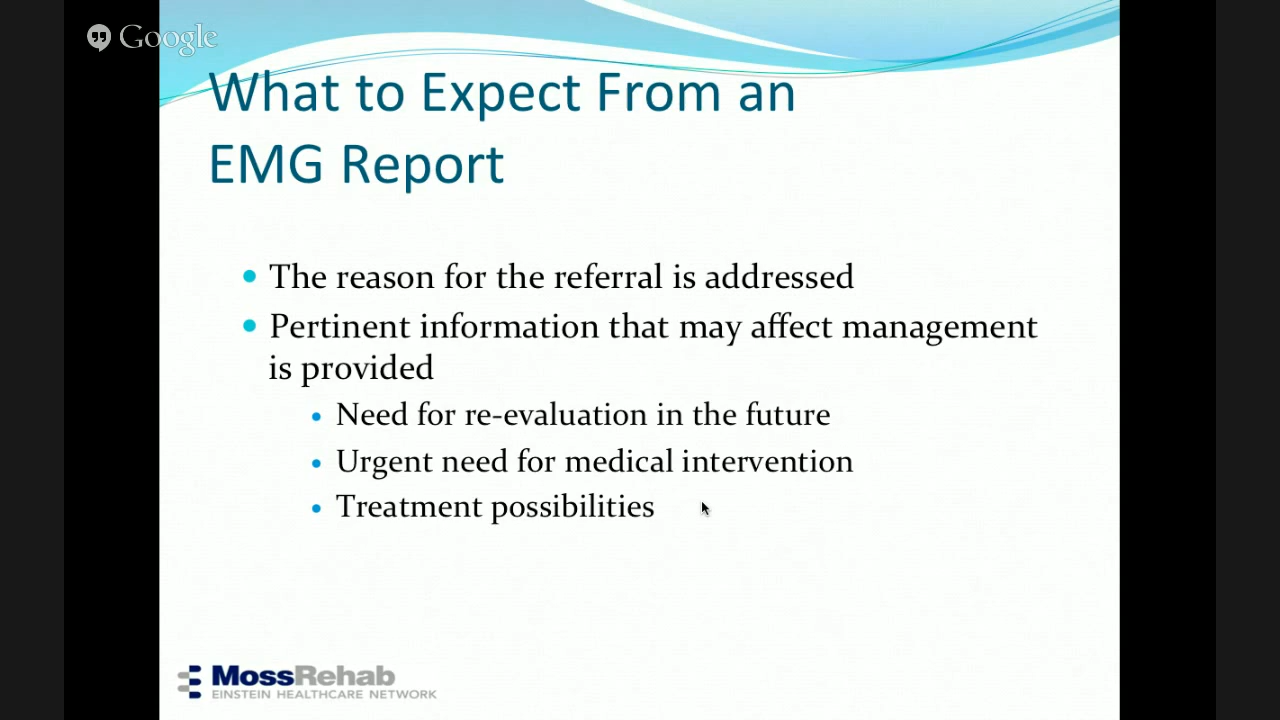 Google
What to Expect From an
EMG Report
The reason for the referral is addressed
Pertinent information that may affect management
is provided
Need for re-evaluation in the future
Urgent need for medical intervention
Treatment possibilities
MossRehab
EINSTEIN HEALTHCARE NETWORK